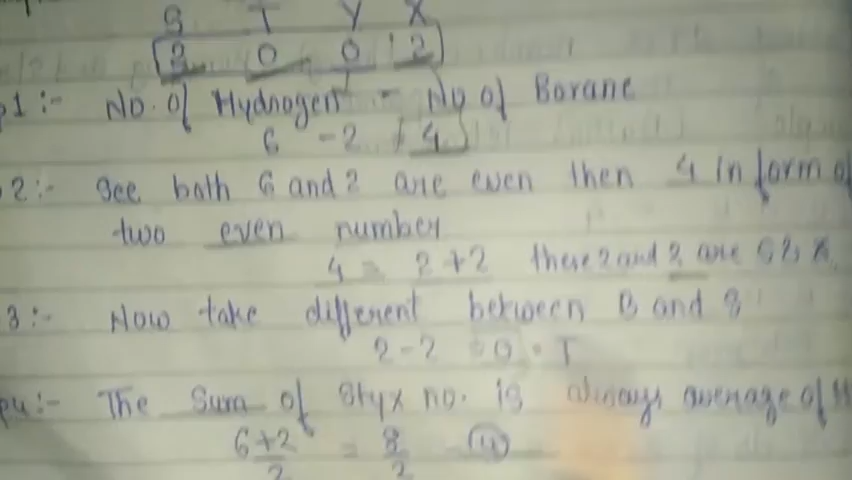 S T Y X
2 0 0 2
p1:- No. of Hydrogen - No of Borane
6 - 2 4
2:- See both 6 and 2 are even then 4 in form of
two even number
4 = 2+2 these 2 and 2 are S & X
3:- Now take different between B and S
2-2 = 0 = T
p4:- The Sum of Styx no. is always average of
6+2/2 = 8/2 4